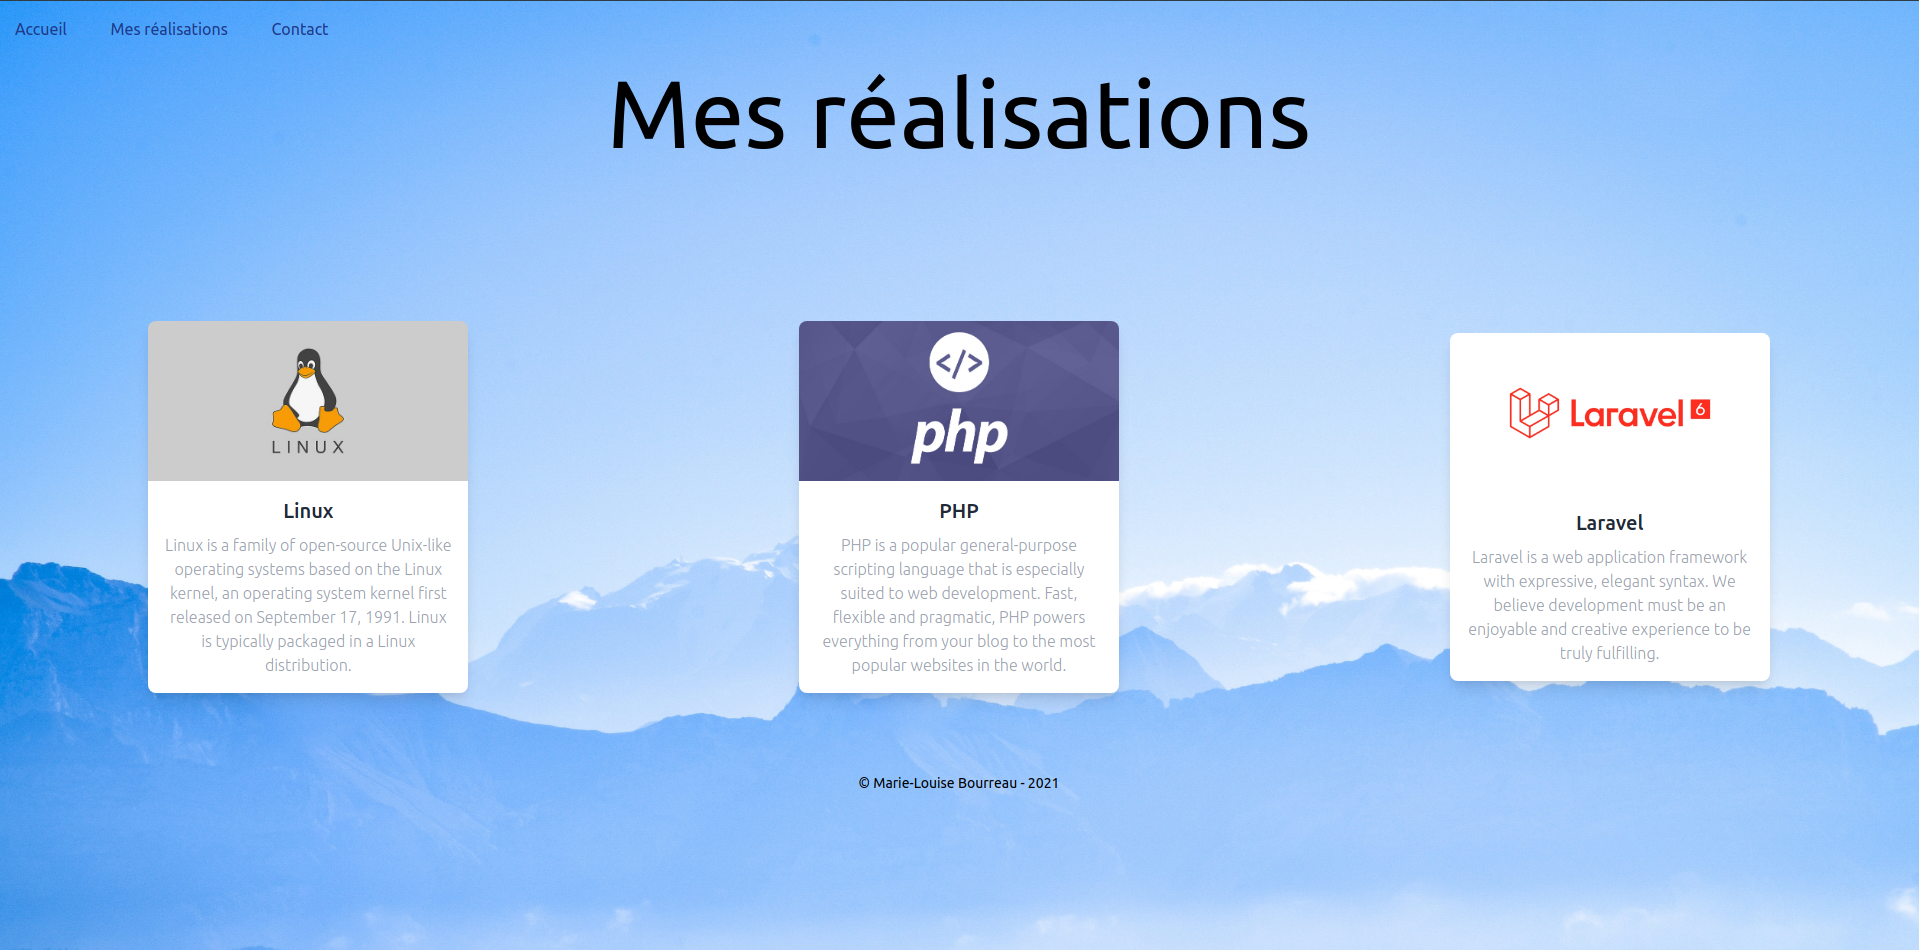 Accueil Mes réalisations Contact
Mes réalisations
LINUX
Linux
Linux is a family of open-source Unix-like
operating systems based on the Linux
kernel, an operating system kernel first
released on September 17, 1991. Linux
is typically packaged in a Linux
distribution.
</>
php
PHP
PHP is a popular general-purpose
scripting language that is especially
suited to web development. Fast,
flexible and pragmatic, PHP powers
everything from your blog to the most
popular websites in the world.
Laravel 6
Laravel
Laravel is a web application framework
with expressive, elegant syntax. We
believe development must be an
enjoyable and creative experience to be
truly fulfilling.
© Marie-Louise Bourreau - 2021